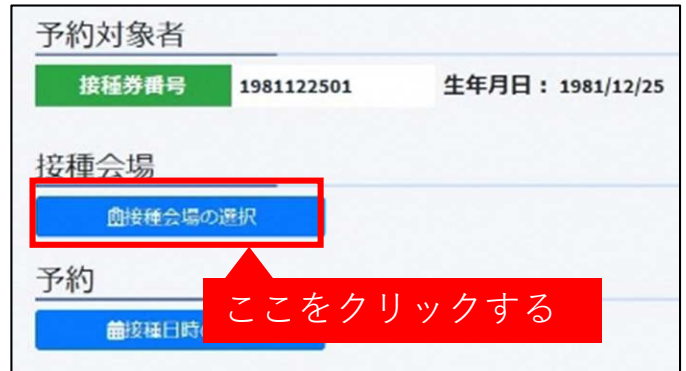 予約対象者
接種券番号 1981122501 生年月日： 1981/12/25
接種会場
接種会場の選択
予約
ここをクリックする
接種日時